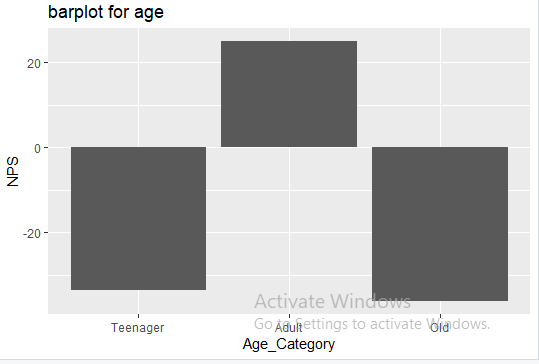 barplot for age
20
0
-20
NPS
Teenager
Adult
Old
Age_Category
Activate Windows
Go to Settings to activate Windows.